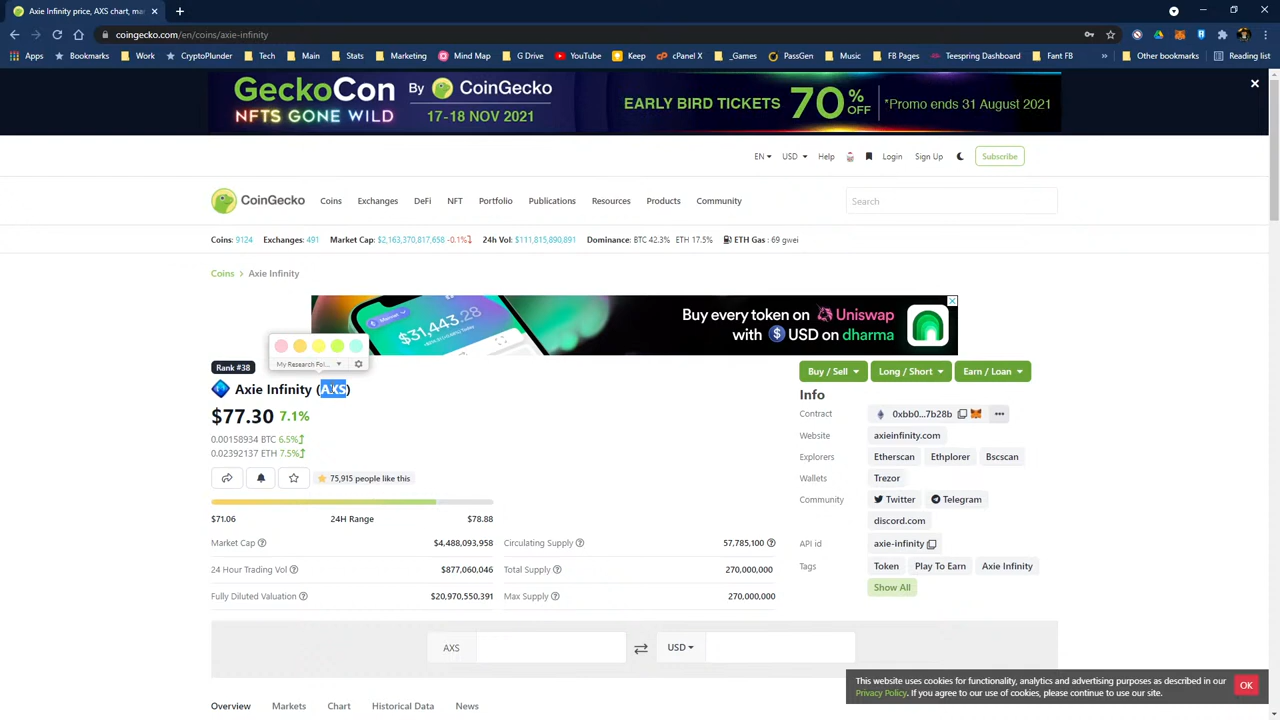 Axie Infinity price, AXS chart, ma
coingecko.com/en/coins/axie-infinity
Apps Bookmarks Work CryptoPlunder Tech Main Stats Marketing Mind Map G Drive YouTube Keep cPanel X _Games PassGen Music FB Pages Teespring Dashboard Fant FB » Other bookmarks Reading list
GeckoCon By CoinGecko
NFTS GONE WILD 17-18 NOV 2021
EARLY BIRD TICKETS 70% OFF *Promo ends 31 August 2021
EN USD Help Login Sign Up Subscribe
CoinGecko Coins Exchanges DeFi NFT Portfolio Publications Resources Products Community Search
Coins: 9124 Exchanges: 491 Market Cap: $2,163,370,817,658 -0.1% 24h Vol: $111,815,890,891 Dominance: BTC 42.3% ETH 17.5% ETH Gas : 69 gwei
Coins > Axie Infinity
$31,443.28
Buy every token on Uniswap
with USD on dharma
My Research Fol...
Rank #38
Axie Infinity (AXS)
$77.30 7.1%
0.00158934 BTC 6.5%
0.02392137 ETH 7.5%
75,915 people like this
$71.06 24H Range $78.88
Market Cap $4,488,093,958
24 Hour Trading Vol $877,060,046
Fully Diluted Valuation $20,970,550,391
Circulating Supply 57,785,100
Total Supply 270,000,000
Max Supply 270,000,000
Buy / Sell Long / Short Earn / Loan
Info
Contract 0xbb0...7b28b •••
Website axieinfinity.com
Explorers Etherscan Ethplorer Bscscan
Wallets Trezor
Community Twitter Telegram
discord.com
API id axie-infinity
Tags Token Play To Earn Axie Infinity
Show All
AXS USD
This website uses cookies for functionality, analytics and advertising purposes as described in our
Privacy Policy. If you agree to our use of cookies, please continue to use our site.
OK
Overview Markets Chart Historical Data News